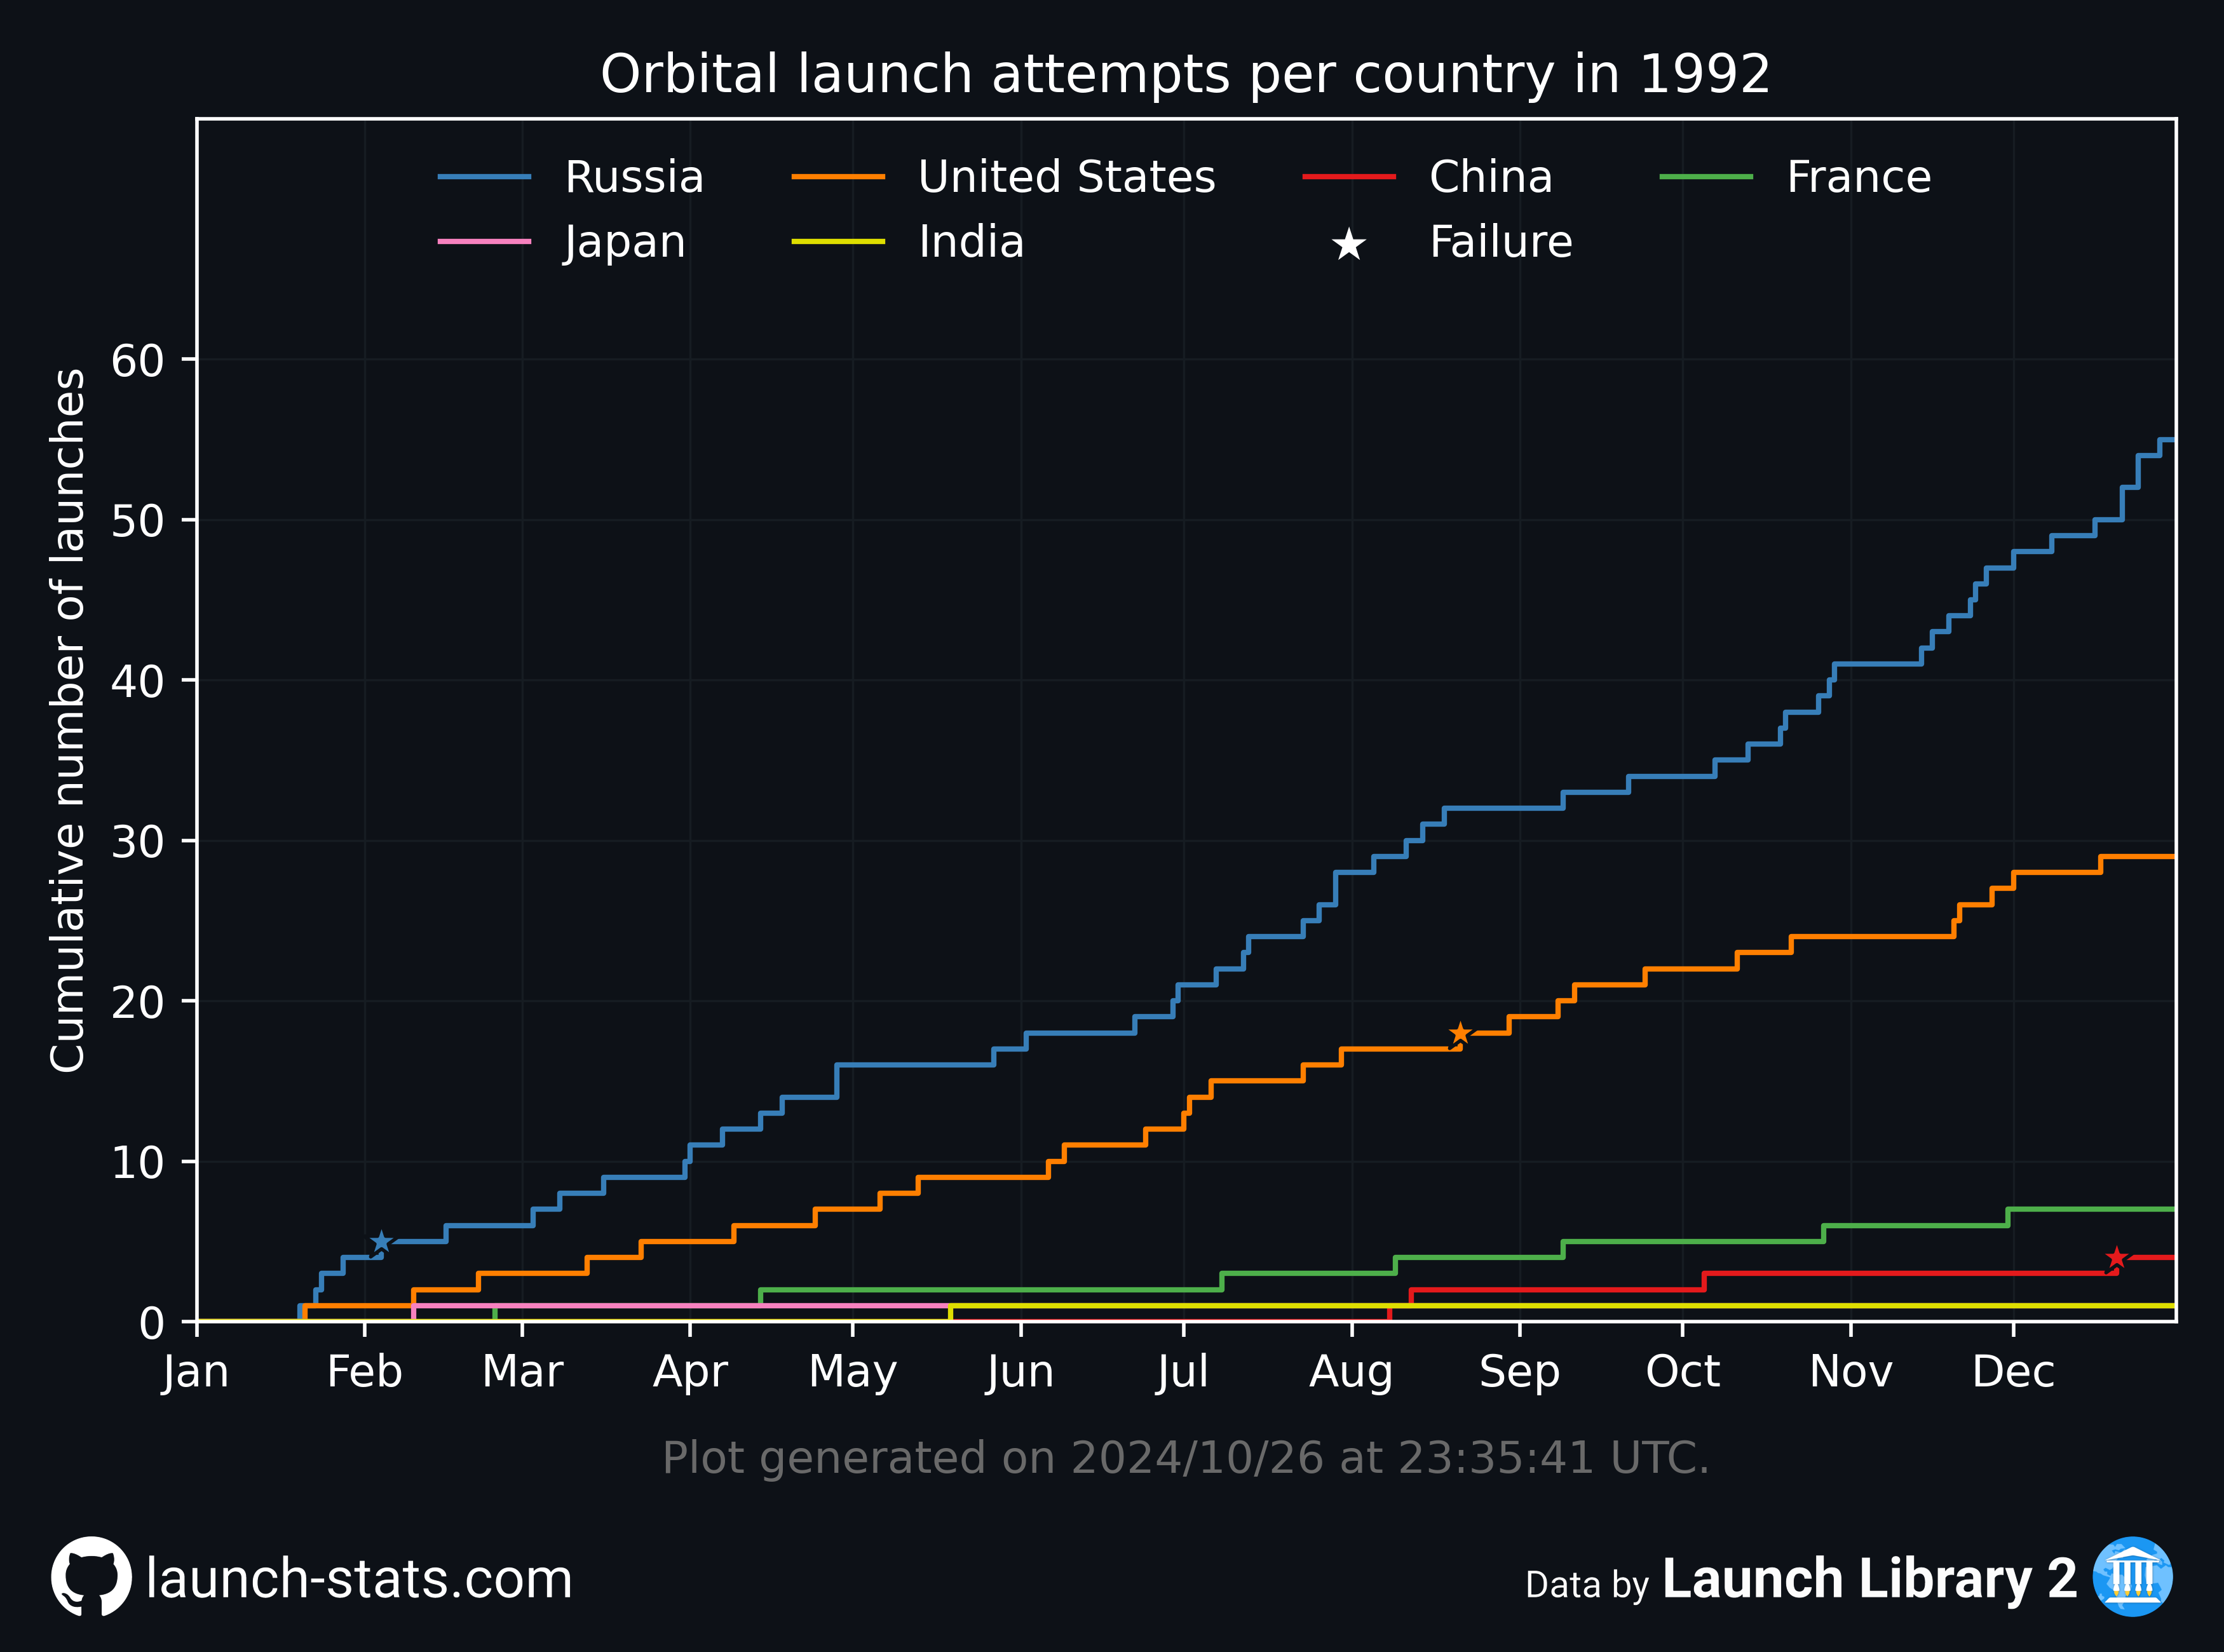 Orbital launch attempts per country in 1992
Russia United States China France
Japan India Failure
Cumulative number of launches
60
50
40
30
20
10
0
Jan Feb Mar Apr May Jun Jul Aug Sep Oct Nov Dec
Plot generated on 2024/10/26 at 23:35:41 UTC.
launch-stats.com
Data by Launch Library 2